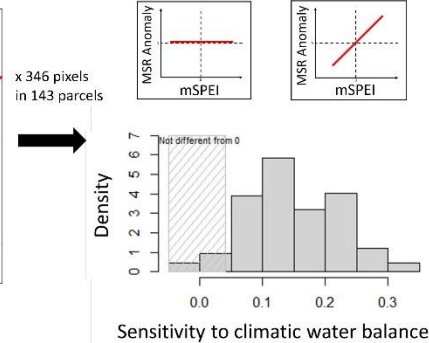 x 346 pixels
in 143 parcels
MSR Anomaly
mSPEI
MSR Anomaly
mSPEI
Not different from 0
Density
7
6
5
4
3
2
1
0
0.0 0.1 0.2 0.3
Sensitivity to climatic water balance